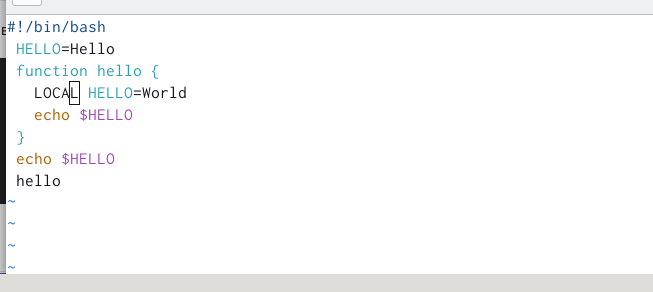 #!/bin/bash
HELLO=Hello
function hello {
LOCAL HELLO=World
echo $HELLO
}
echo $HELLO
hello
~
~
~
~